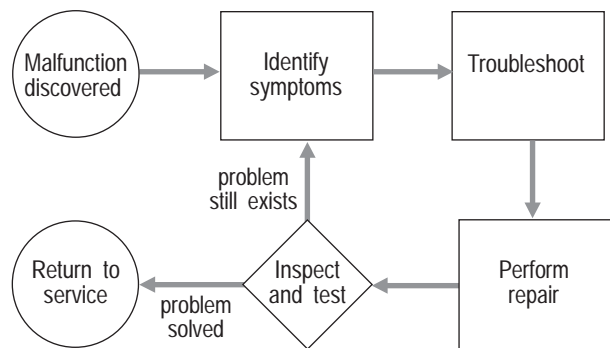 Malfunction
discovered
Identify
symptoms
Troubleshoot
problem
still exists
Return to
service
problem
solved
Inspect
and test
Perform
repair